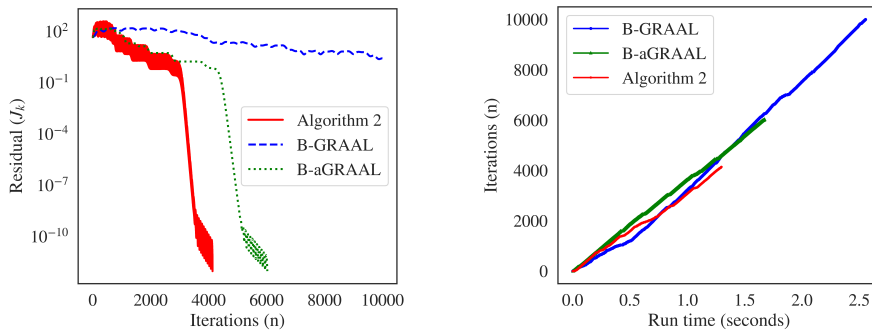 10^2
10^-1
10^-4
10^-7
10^-10
Residual (J_k)
Algorithm 2
B-GRAAL
B-aGRAAL
0 2000 4000 6000 8000 10000
Iterations (n)
10000
8000
6000
4000
2000
0
Iterations (n)
B-GRAAL
B-aGRAAL
Algorithm 2
0.0 0.5 1.0 1.5 2.0 2.5
Run time (seconds)